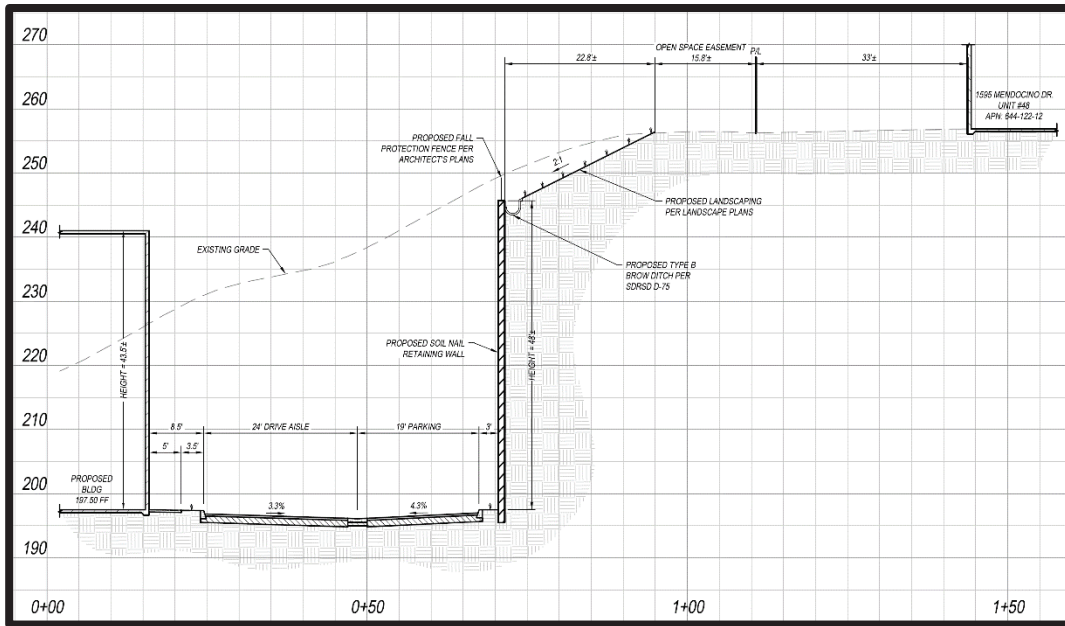 270
260
250
240
230
220
210
200
190
0+00
0+50
1+00
1+50
OPEN SPACE EASEMENT
P/L
22.8'±
15.8'±
33'±
1595 MENDOCINO DR.
UNIT #48
APN: 644-122-12
PROPOSED FALL
PROTECTION FENCE PER
ARCHITECT'S PLANS
2:1
PROPOSED LANDSCAPING
PER LANDSCAPE PLANS
EXISTING GRADE
PROPOSED TYPE B
BROW DITCH PER
SDRSD D-75
PROPOSED SOIL NAIL
RETAINING WALL
HEIGHT = 43.5'±
HEIGHT = 48'±
8.5'
24' DRIVE AISLE
19' PARKING
3'
5'
3.5'
PROPOSED
BLDG
197.50 FF
3.3%
4.3%